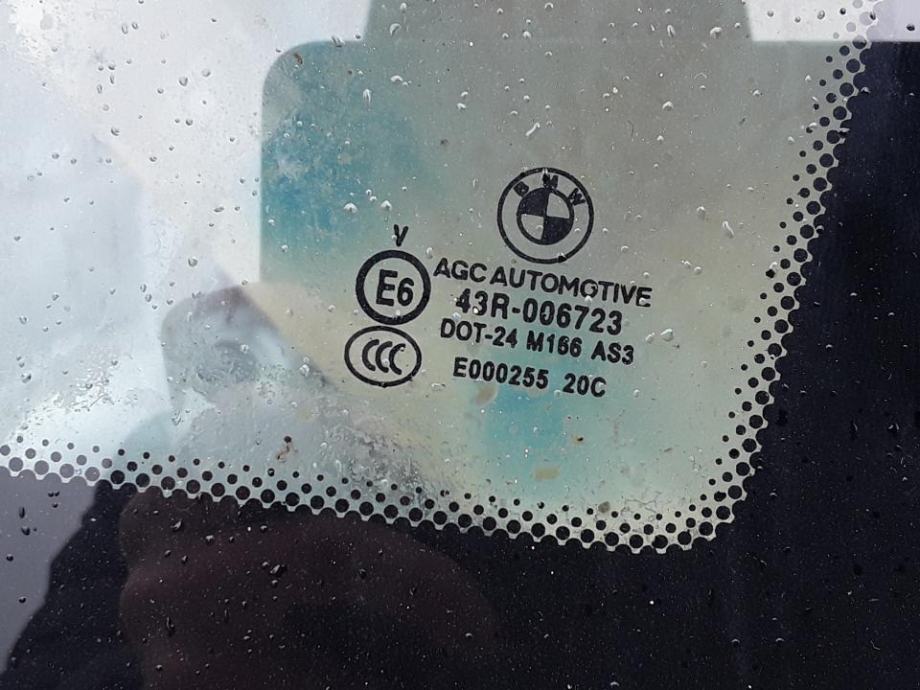 BMW
V
E6
AGC AUTOMOTIVE
43R-006723
DOT-24 M166 AS3
CCC
E000255 20C